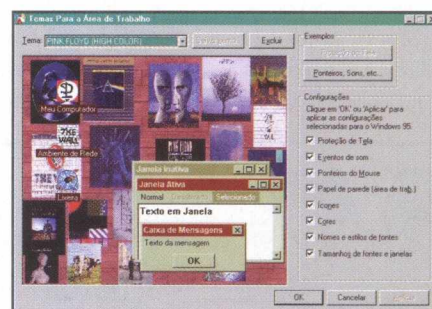 Temas Para a Área de Trabalho
Tema: PINK FLOYD (HIGH COLOR)
Excluir
Exemplos
Ponteiros, Sons, etc...
Meu Computador
Ambiente de Rede
THE WALL
Lixeira
Janela Inativa
Janela Ativa
Normal
Selecionado
Texto em Janela
Caixa de Mensagens
Texto da mensagem
OK
Configurações
Clique em 'OK' ou 'Aplicar' para
aplicar as configurações
selecionadas para o Windows 95.
Proteção de Tela
Eventos de som
Ponteiros do Mouse
Papel de parede (área de trab.)
Ícones
Cores
Nomes e estilos de fontes
Tamanhos de fontes e janelas
OK
Cancelar